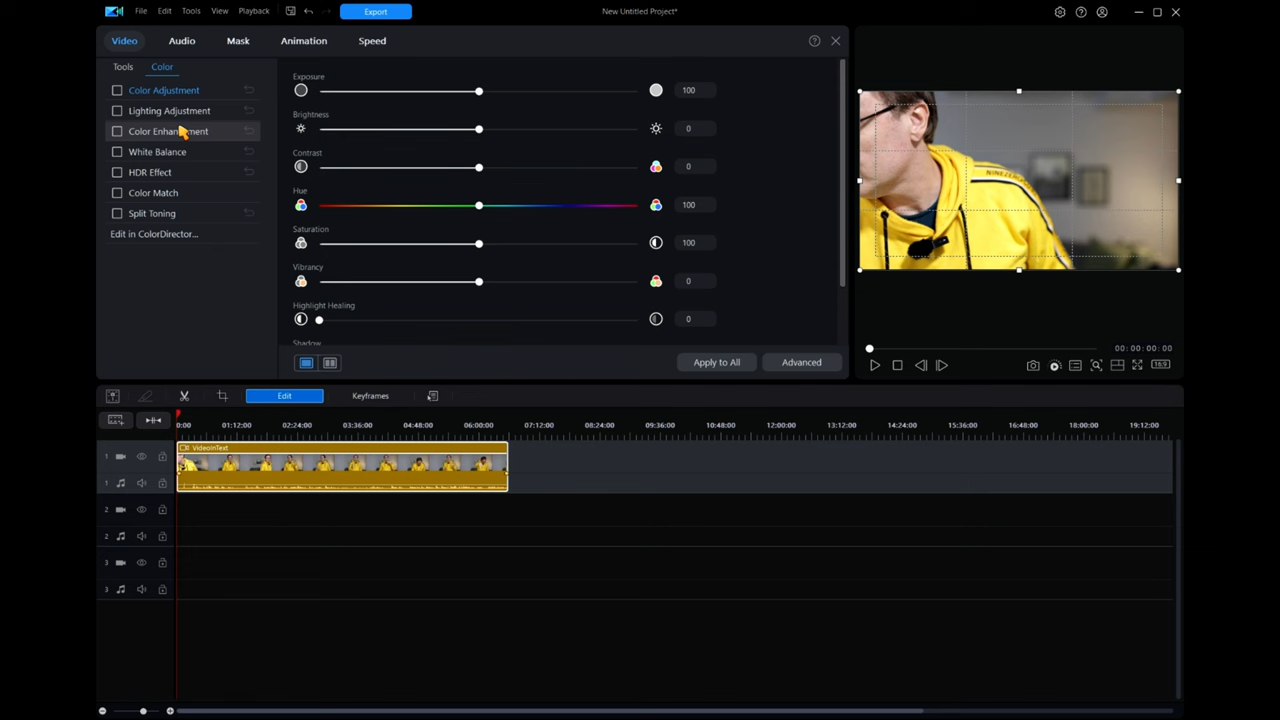 File Edit Tools View Playback Export New Untitled Project*
Video Audio Mask Animation Speed
Tools Color
Color Adjustment
Lighting Adjustment
Color Enhancement
White Balance
HDR Effect
Color Match
Split Toning
Edit in ColorDirector...
Exposure
100
Brightness
0
Contrast
0
Hue
100
Saturation
100
Vibrancy
0
Highlight Healing
0
Shadow
Apply to All Advanced
00:00:00:00
16:9
Edit Keyframes
0:00 01:12:00 02:24:00 03:36:00 04:48:00 06:00:00 07:12:00 08:24:00 09:36:00 10:48:00 12:00:00 13:12:00 14:24:00 15:36:00 16:48:00 18:00:00 19:12:00
VideoinText
1
1
2
2
3
3